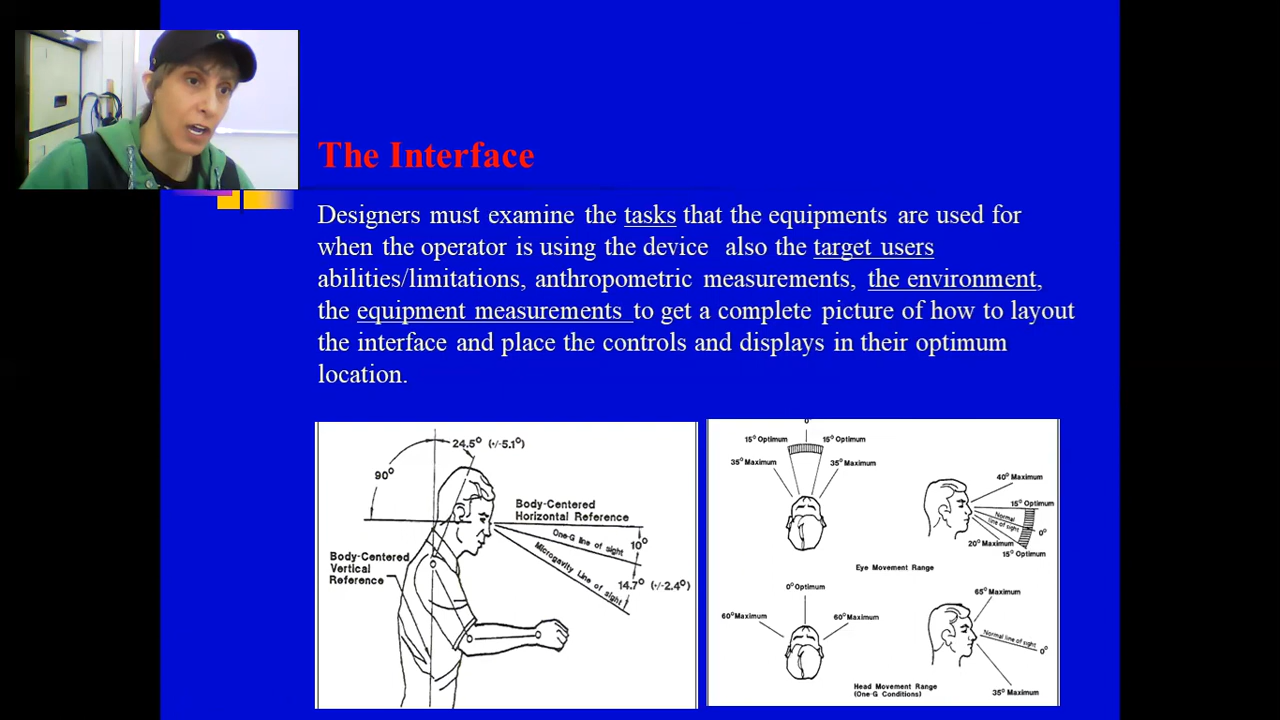 The Interface
Designers must examine the tasks that the equipments are used for
when the operator is using the device also the target users
abilities/limitations, anthropometric measurements, the environment,
the equipment measurements to get a complete picture of how to layout
the interface and place the controls and displays in their optimum
location.
24.5° (+/-5.1°)
90°
Body-Centered
Horizontal Reference
One-G line of sight
10°
Microgravity Line of sight
14.7° (+/-2.4°)
Body-Centered
Vertical
Reference
0°
15° Optimum
15° Optimum
35° Maximum
35° Maximum
40° Maximum
15° Optimum
Normal
line of sight
0°
20° Maximum
15° Optimum
Eye Movement Range
0° Optimum
60° Maximum
60° Maximum
65° Maximum
Normal line of sight
0°
35° Maximum
Head Movement Range
(One-G Conditions)